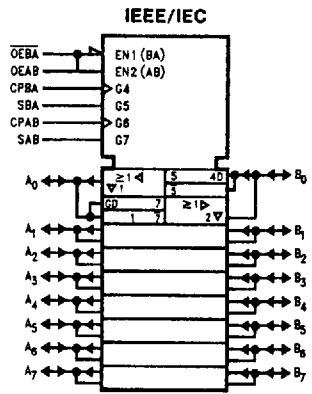 IEEE/IEC
OEBA EN1 (BA)
OEAB EN2 (AB)
CPBA G4
SBA G5
CPAB G6
SAB G7
A0 ≥1 1 5 4D B0
5
GD 7 ≥1
1 7 2
A1 B1
A2 B2
A3 B3
A4 B4
A5 B5
A6 B6
A7 B7